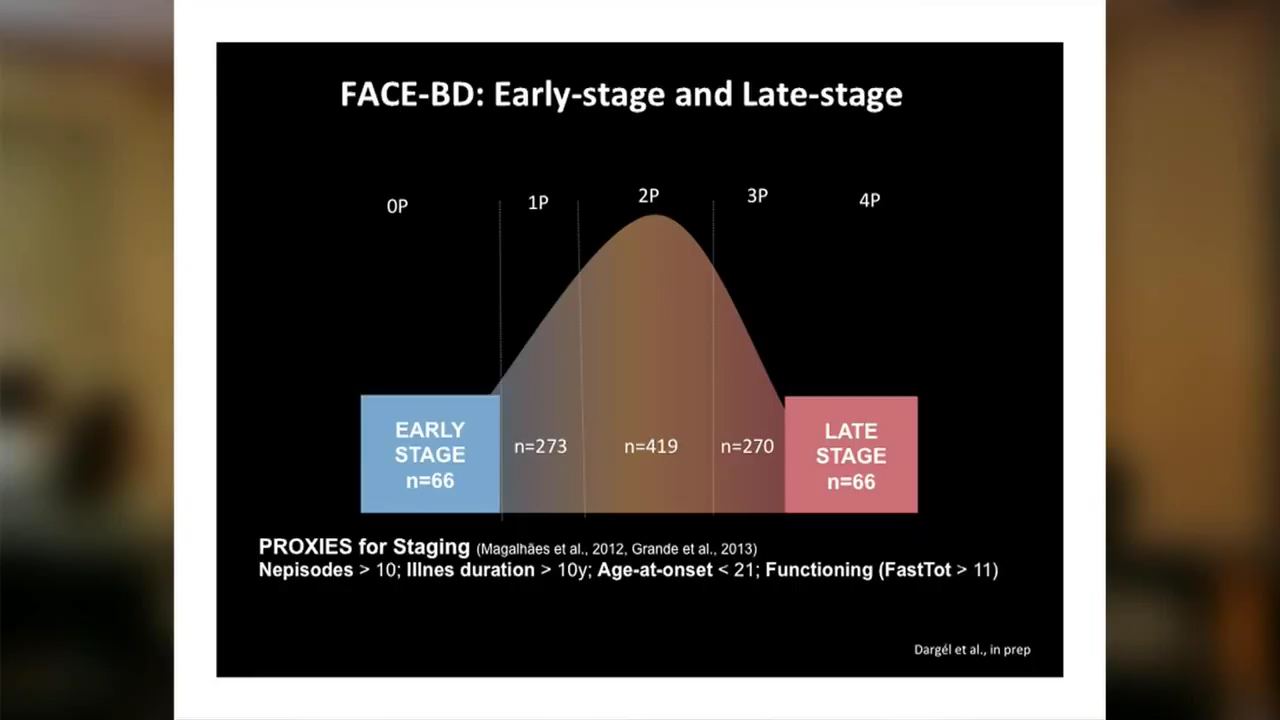 FACE-BD: Early-stage and Late-stage
0P
1P
2P
3P
4P
EARLY
STAGE
n=66
n=273
n=419
n=270
LATE
STAGE
n=66
PROXIES for Staging (Magalhães et al., 2012, Grande et al., 2013)
Nepisodes > 10; Illnes duration > 10y; Age-at-onset < 21; Functioning (FastTot > 11)
Dargél et al., in prep